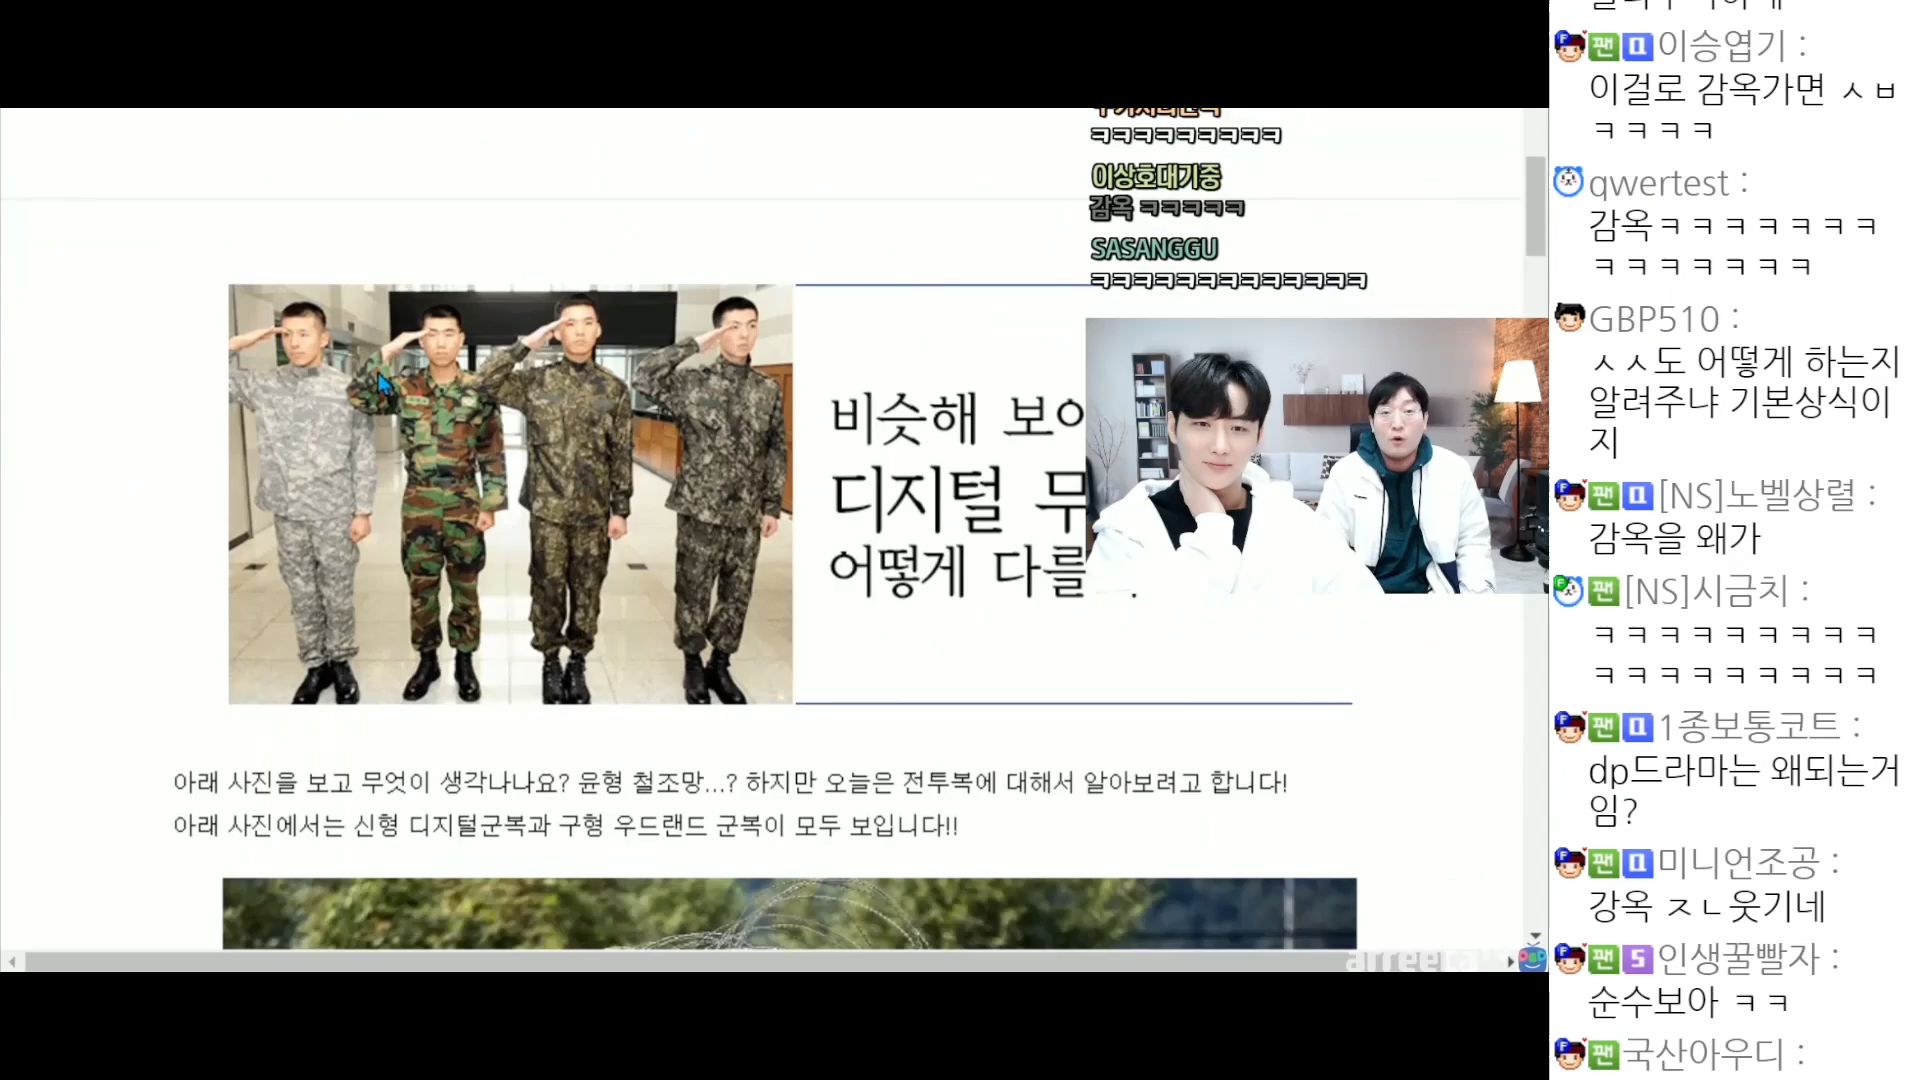 ㅋㅋㅋㅋㅋㅋㅋㅋㅋ
이상호대기중
감옥 ㅋㅋㅋㅋㅋ
SASANGGU
ㅋㅋㅋㅋㅋㅋㅋㅋㅋㅋㅋㅋㅋ
비슷해 보이
디지털 무
어떻게 다를
아래 사진을 보고 무엇이 생각나나요? 윤형 철조망...? 하지만 오늘은 전투복에 대해서 알아보려고 합니다!
아래 사진에서는 신형 디지털군복과 구형 우드랜드 군복이 모두 보입니다!!
afreeca
팬 이승엽기 :
이걸로 감옥가면 ㅅㅂ
ㅋㅋㅋㅋ
qwertest :
감옥ㅋㅋㅋㅋㅋㅋㅋ
ㅋㅋㅋㅋㅋㅋㅋ
GBP510 :
ㅅㅅ도 어떻게 하는지
알려주냐 기본상식이
지
팬 [NS]노벨상렬 :
감옥을 왜가
팬 [NS]시금치 :
ㅋㅋㅋㅋㅋㅋㅋㅋㅋ
ㅋㅋㅋㅋㅋㅋㅋㅋㅋ
팬 1종보통코트 :
dp드라마는 왜되는거
임?
팬 미니언조공 :
강옥 ㅈㄴ웃기네
팬 S 인생꿀빨자 :
순수보아 ㅋㅋ
팬 국산아우디 :